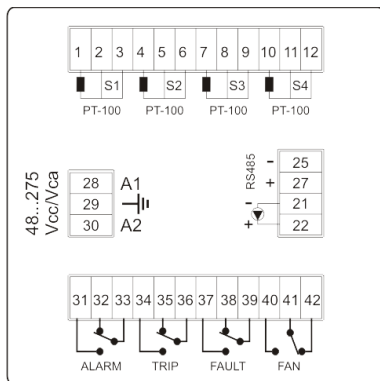 1 2 3 4 5 6 7 8 9 10 11 12
S1 S2 S3 S4
PT-100 PT-100 PT-100 PT-100
48...275
Vcc/Vca
28 A1
29
30 A2
RS485
- 25
+ 27
- 21
+ 22
31 32 33 34 35 36 37 38 39 40 41 42
ALARM TRIP FAULT FAN